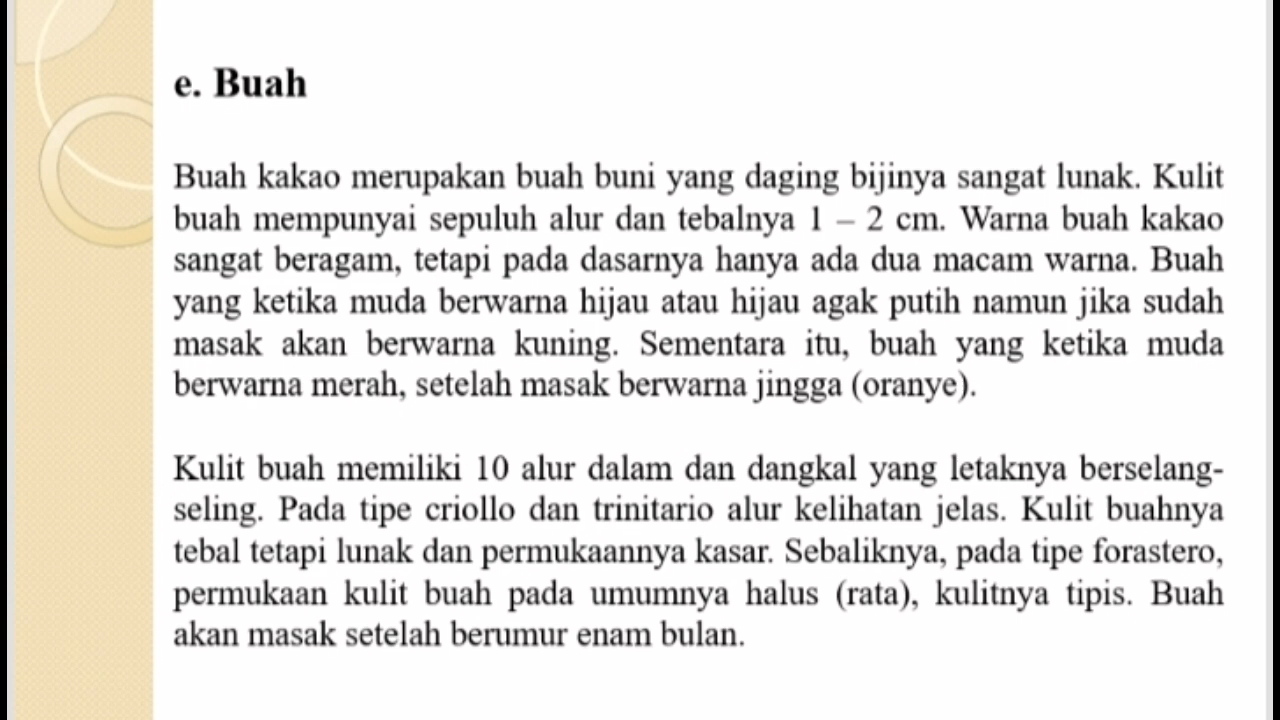 e. Buah
Buah kakao merupakan buah buni yang daging bijinya sangat lunak. Kulit
buah mempunyai sepuluh alur dan tebalnya 1 – 2 cm. Warna buah kakao
sangat beragam, tetapi pada dasarnya hanya ada dua macam warna. Buah
yang ketika muda berwarna hijau atau hijau agak putih namun jika sudah
masak akan berwarna kuning. Sementara itu, buah yang ketika muda
berwarna merah, setelah masak berwarna jingga (oranye).
Kulit buah memiliki 10 alur dalam dan dangkal yang letaknya berselang-
seling. Pada tipe criollo dan trinitario alur kelihatan jelas. Kulit buahnya
tebal tetapi lunak dan permukaannya kasar. Sebaliknya, pada tipe forastero,
permukaan kulit buah pada umumnya halus (rata), kulitnya tipis. Buah
akan masak setelah berumur enam bulan.